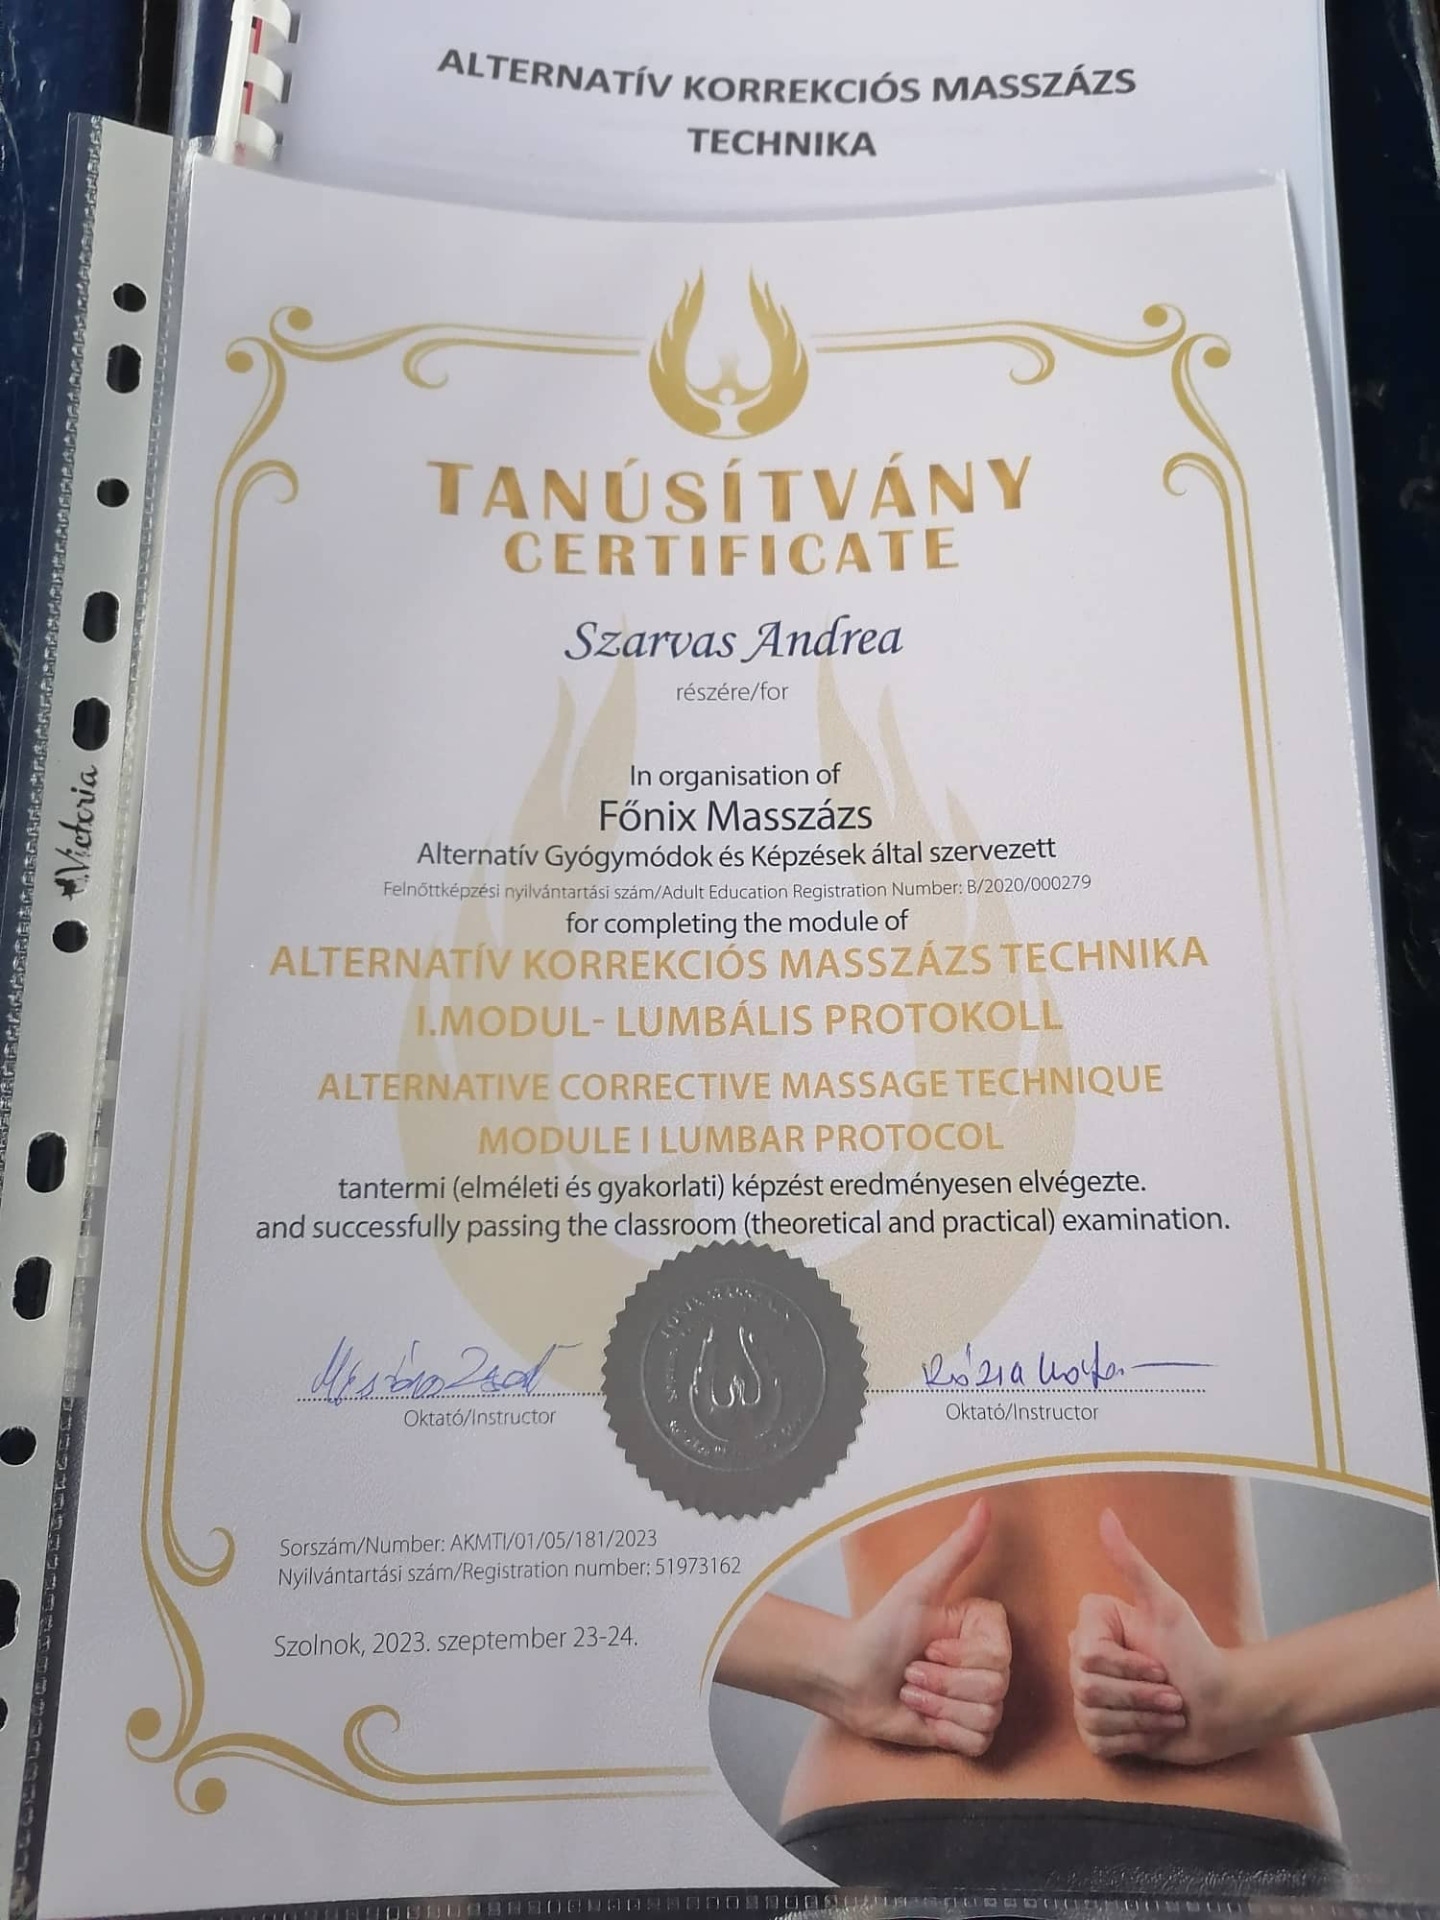 ALTERNATÍV KORREKCIÓS MASSZÁZS
TECHNIKA
TANÚSÍTVÁNY
CERTIFICATE
Szarvas Andrea
részére/for
In organisation of
Főnix Masszázs
Alternatív Gyógymódok és Képzések által szervezett
Felnőttképzési nyilvántartási szám/Adult Education Registration Number: B/2020/000279
for completing the module of
ALTERNATÍV KORREKCIÓS MASSZÁZS TECHNIKA
I.MODUL- LUMBÁLIS PROTOKOLL
ALTERNATIVE CORRECTIVE MASSAGE TECHNIQUE
MODULE I LUMBAR PROTOCOL
tantermi (elméleti és gyakorlati) képzést eredményesen elvégezte.
and successfully passing the classroom (theoretical and practical) examination.
Oktató/Instructor
Oktató/Instructor
Sorszám/Number: AKMTI/01/05/181/2023
Nyilvántartási szám/Registration number: 51973162
Szolnok, 2023. szeptember 23-24.
Victoria